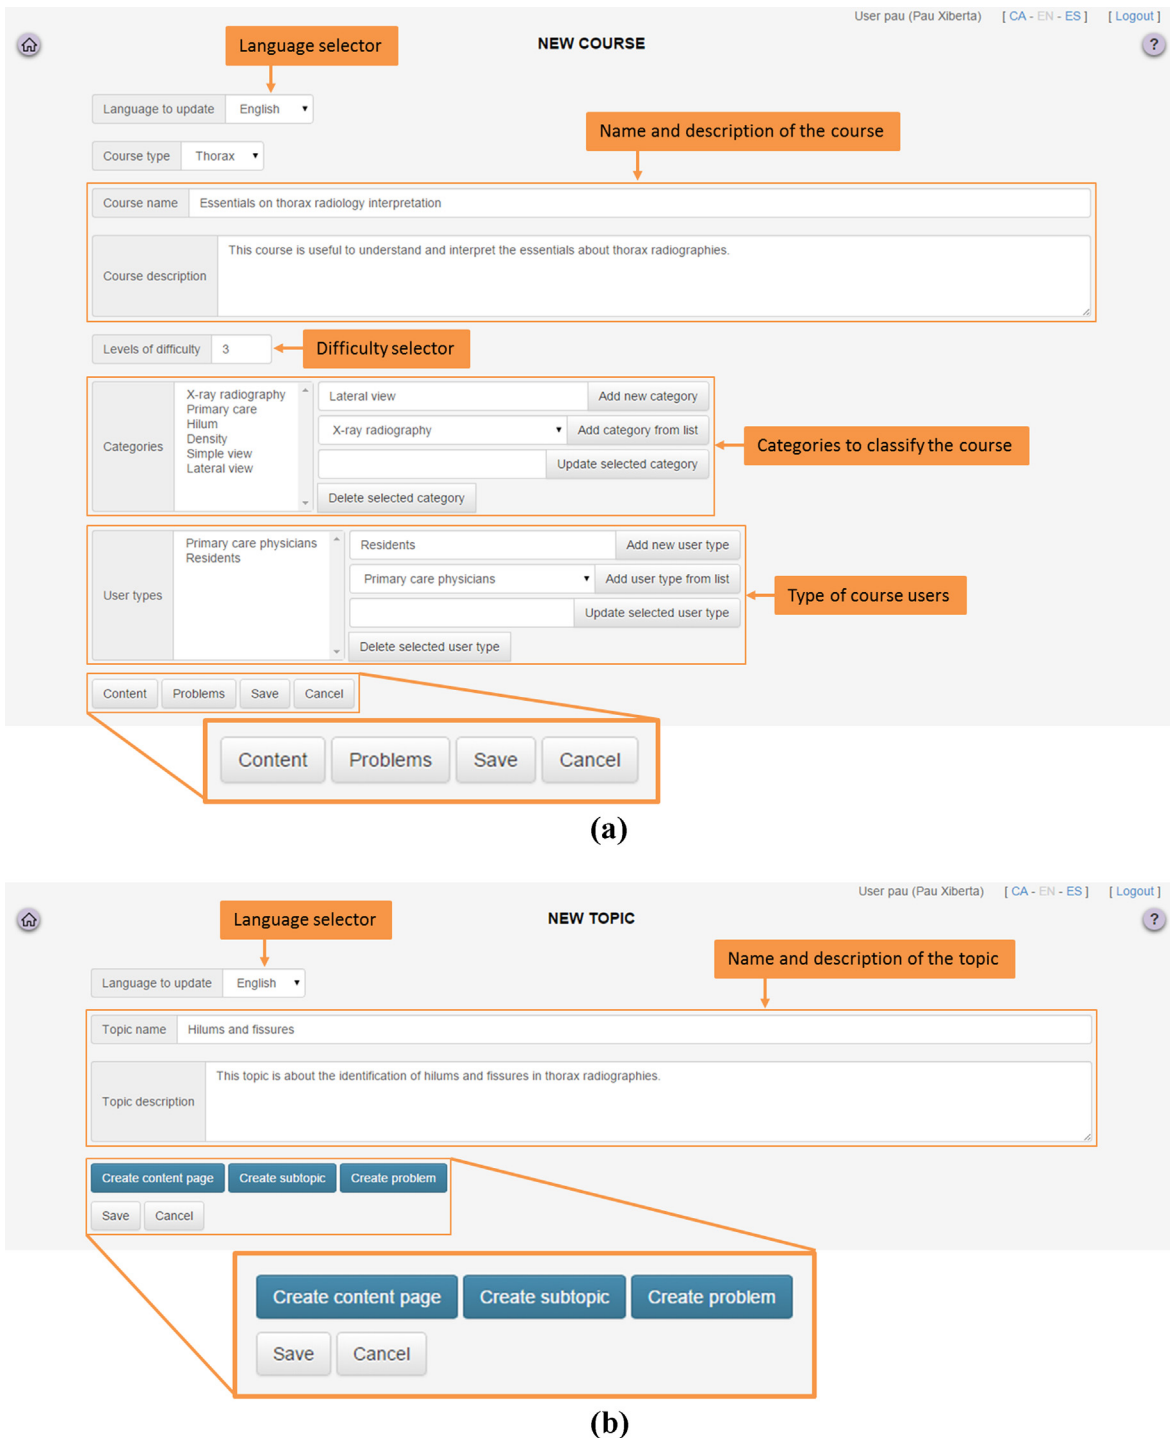 User pau (Pau Xiberta) [ CA - EN - ES ] [ Logout ]
Language selector
NEW COURSE
?
Language to update English
Name and description of the course
Course type Thorax
Course name Essentials on thorax radiology interpretation
This course is useful to understand and interpret the essentials about thorax radiographies.
Course description
Levels of difficulty 3
Difficulty selector
Categories
X-ray radiography
Primary care
Hilum
Density
Simple view
Lateral view
Lateral view Add new category
X-ray radiography Add category from list
Update selected category
Delete selected category
Categories to classify the course
User types
Primary care physicians
Residents
Residents Add new user type
Primary care physicians Add user type from list
Update selected user type
Delete selected user type
Type of course users
Content Problems Save Cancel
Content Problems Save Cancel
(a)
User pau (Pau Xiberta) [ CA - EN - ES ] [ Logout ]
Language selector
NEW TOPIC
?
Name and description of the topic
Language to update English
Topic name Hilums and fissures
This topic is about the identification of hilums and fissures in thorax radiographies.
Topic description
Create content page Create subtopic Create problem
Save Cancel
Create content page Create subtopic Create problem
Save Cancel
(b)